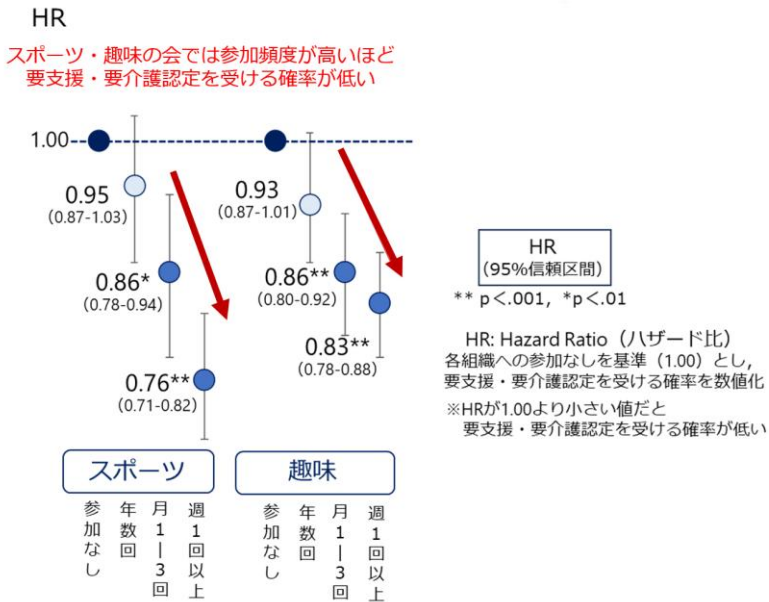 HR
スポーツ・趣味の会では参加頻度が高いほど
要支援・要介護認定を受ける確率が低い
1.00
0.95
(0.87-1.03)
0.86*
(0.78-0.94)
0.76**
(0.71-0.82)
0.93
(0.87-1.01)
0.86**
(0.80-0.92)
0.83**
(0.78-0.88)
スポーツ
参加なし
年数回
月1ー3回
週1回以上
趣味
参加なし
年数回
月1ー3回
週1回以上
HR
(95%信頼区間)
** p<.001, *p<.01
HR: Hazard Ratio(ハザード比)
各組織への参加なしを基準(1.00)とし,
要支援・要介護認定を受ける確率を数値化
※HRが1.00より小さい値だと
要支援・要介護認定を受ける確率が低い